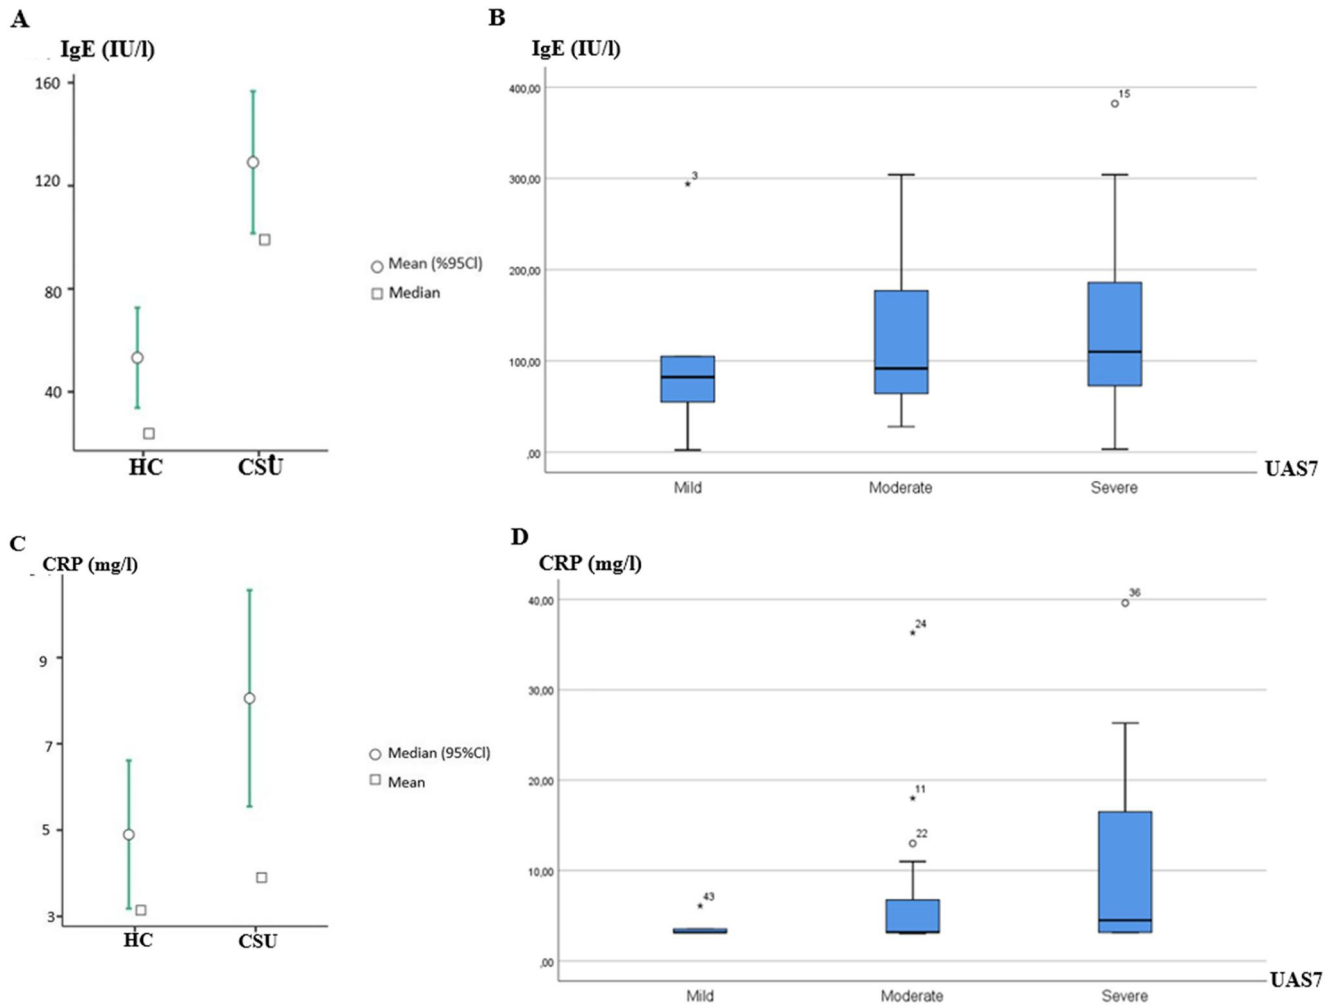 A
IgE (IU/l)
160
120
80
40
HC
CSU
Mean (%95Cl)
Median
B
IgE (IU/l)
400,00
300,00
200,00
100,00
,00
3
15
Mild
Moderate
Severe
UAS7
C
CRP (mg/l)
9
7
5
3
HC
CSU
Median (95%Cl)
Mean
D
CRP (mg/l)
40,00
30,00
20,00
10,00
,00
43
24
11
22
36
Mild
Moderate
Severe
UAS7